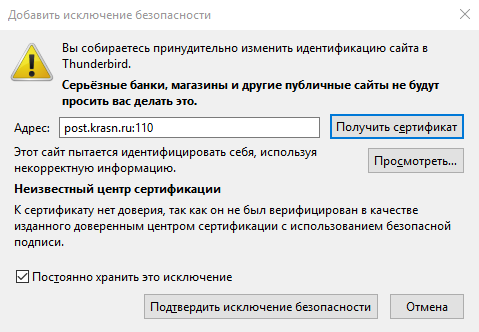 Добавить исключение безопасности
Вы собираетесь принудительно изменить идентификацию сайта в
Thunderbird.
Серьёзные банки, магазины и другие публичные сайты не будут
просить вас делать это.
Адрес: post.krasn.ru:110 Получить сертификат
Этот сайт пытается идентифицировать себя, используя
некорректную информацию.
Просмотреть...
Неизвестный центр сертификации
К сертификату нет доверия, так как он не был верифицирован в качестве
изданного доверенным центром сертификации с использованием безопасной
подписи.
Постоянно хранить это исключение
Подтвердить исключение безопасности Отмена